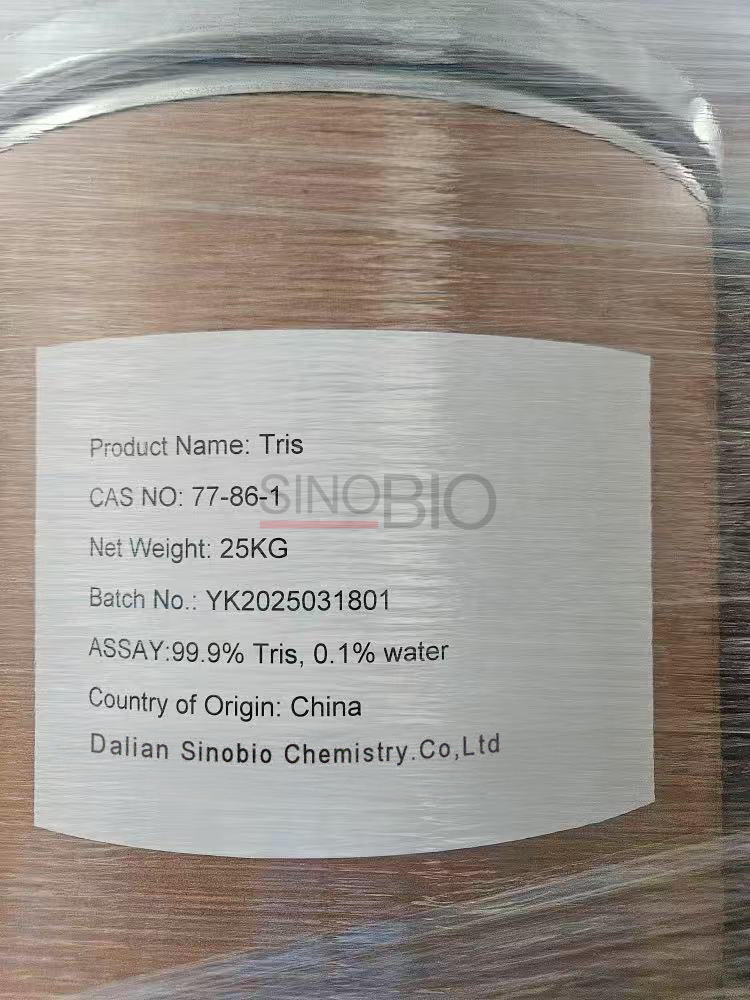 Product Name: Tris
CAS NO: 77-86-1
SINOBIO
Net Weight: 25KG
Batch No.: YK2025031801
ASSAY:99.9% Tris, 0.1% water
Country of Origin: China
Dalian Sinobio Chemistry.Co,Ltd